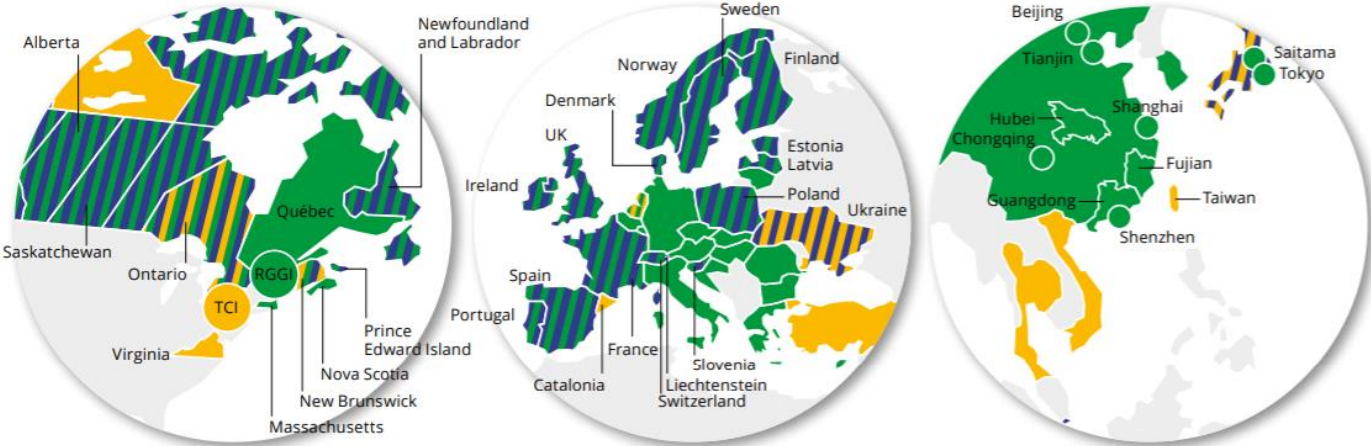 Alberta
Newfoundland
and Labrador
Québec
Saskatchewan
Ontario
RGGI
TCI
Virginia
Prince
Edward Island
Nova Scotia
New Brunswick
Massachusetts
Sweden
Norway
Finland
Denmark
UK
Estonia
Latvia
Ireland
Poland
Ukraine
Spain
Portugal
France
Slovenia
Catalonia
Liechtenstein
Switzerland
Beijing
Tianjin
Saitama
Tokyo
Shanghai
Hubei
Chongqing
Fujian
Guangdong
Taiwan
Shenzhen